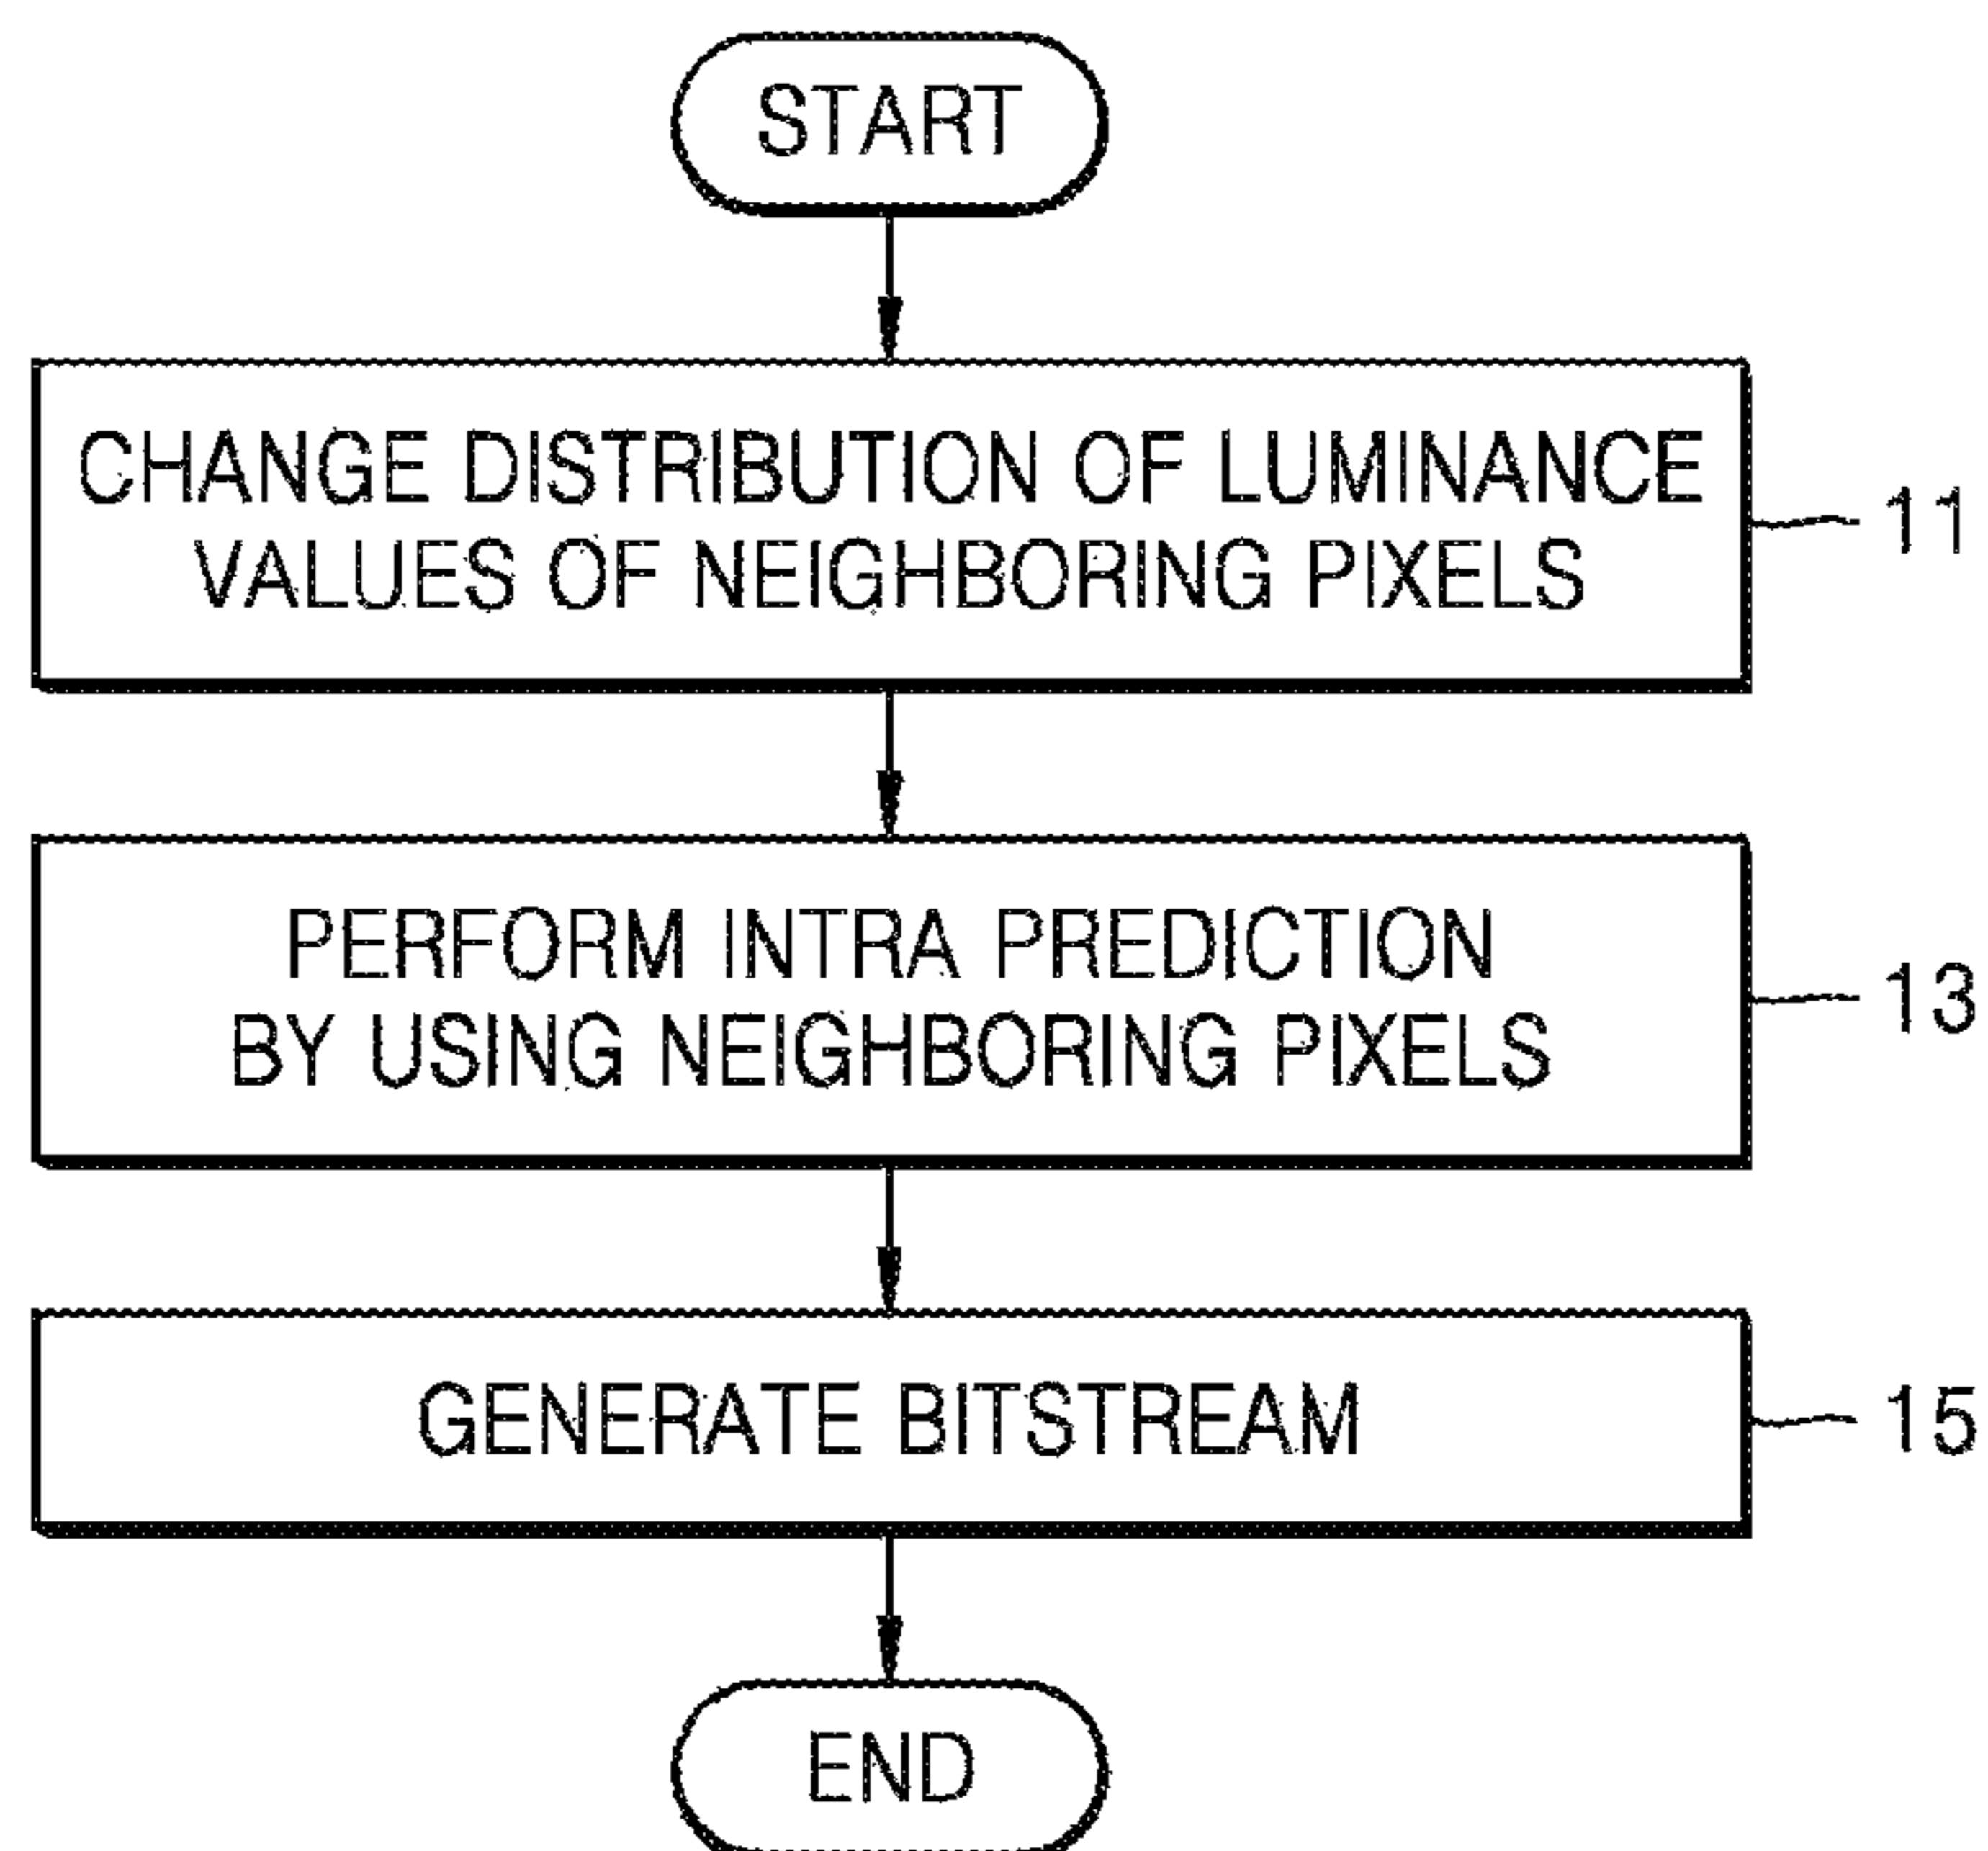 START
CHANGE DISTRIBUTION OF LUMINANCE
VALUES OF NEIGHBORING PIXELS
11
PERFORM INTRA PREDICTION
BY USING NEIGHBORING PIXELS
13
GENERATE BITSTREAM
15
END